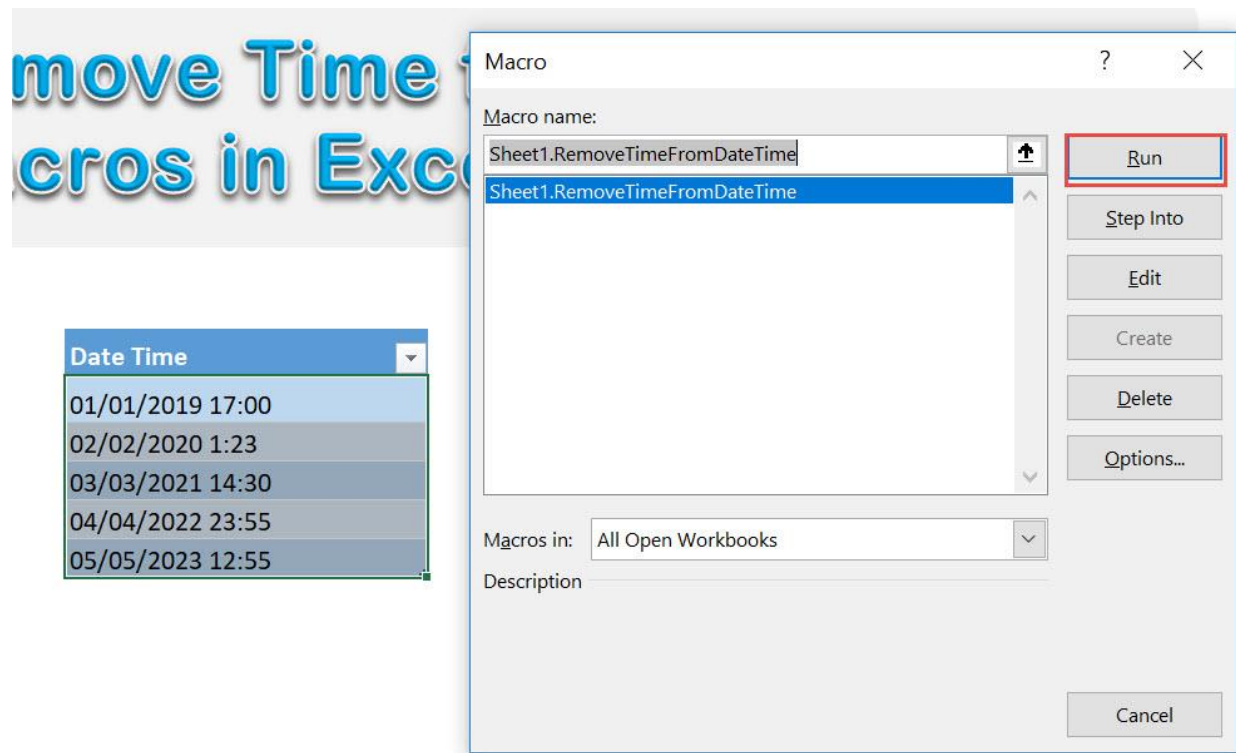 move Time
acros in Exce
Macro
?
Macro name:
Sheet1.RemoveTimeFromDateTime
Sheet1.RemoveTimeFromDateTime
Run
Step Into
Edit
Create
Delete
Options...
Macros in: All Open Workbooks
Description
Cancel
Date Time
01/01/2019 17:00
02/02/2020 1:23
03/03/2021 14:30
04/04/2022 23:55
05/05/2023 12:55